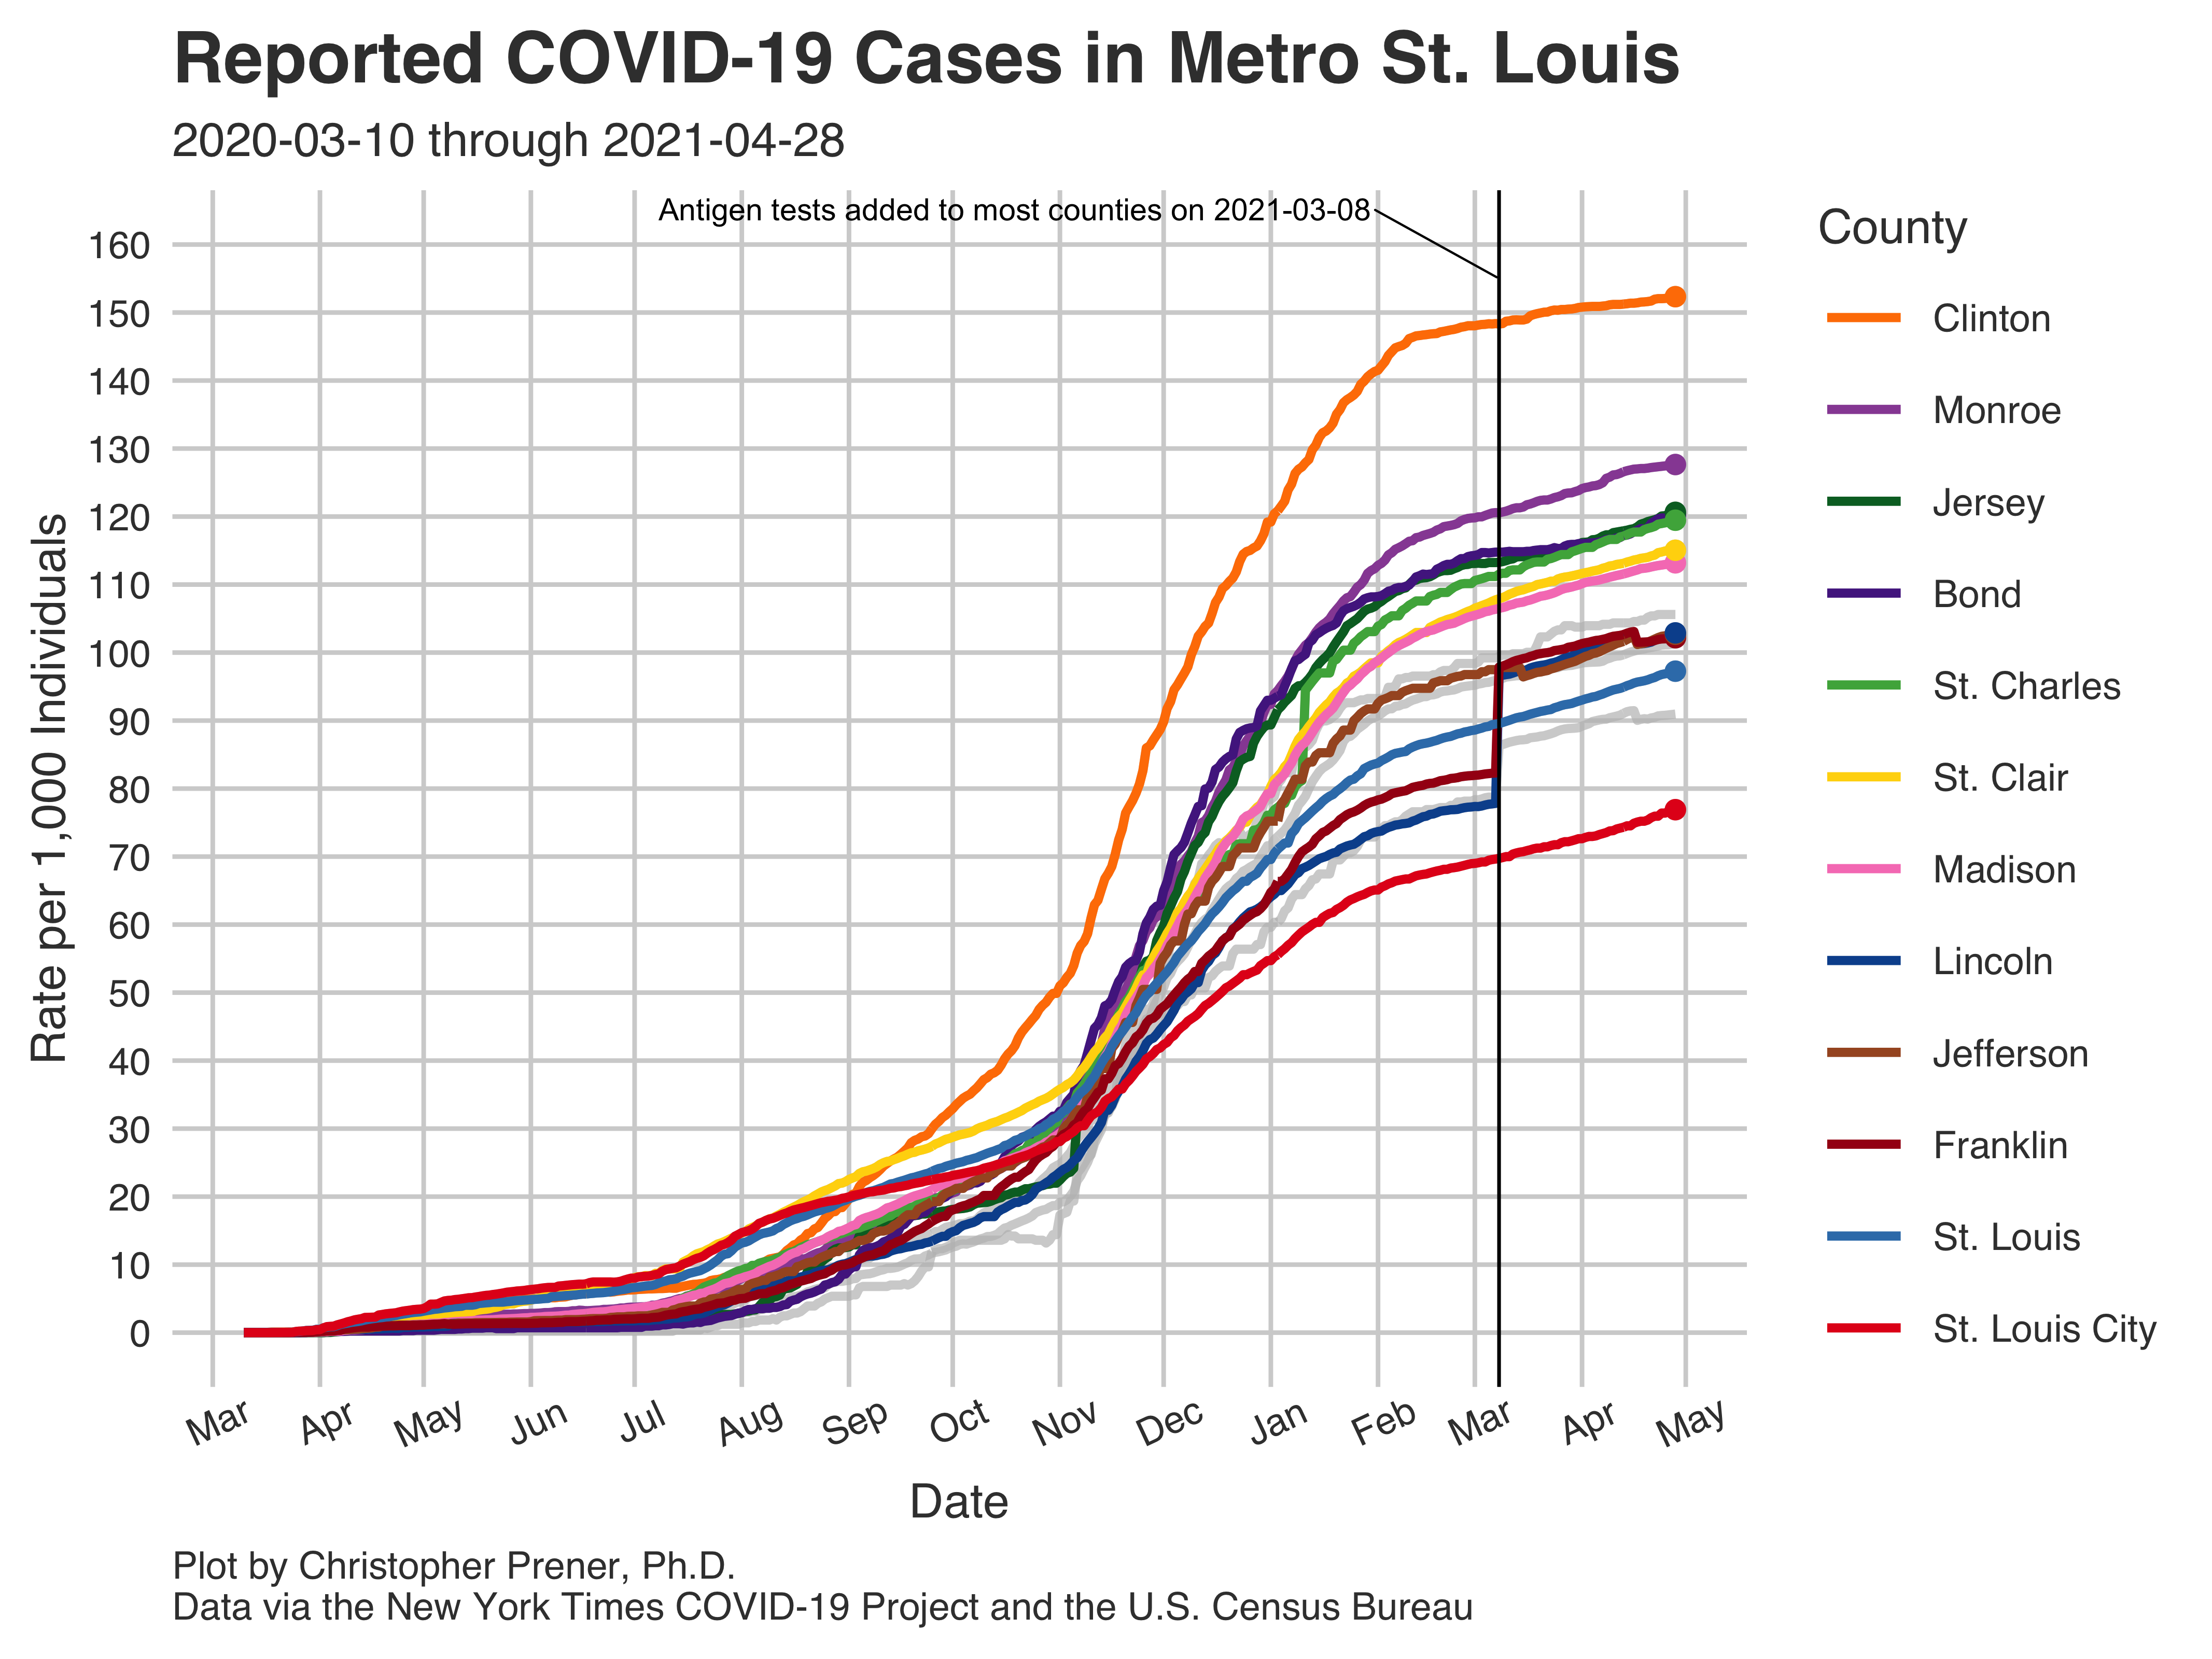 Reported COVID-19 Cases in Metro St. Louis
2020-03-10 through 2021-04-28
Antigen tests added to most counties on 2021-03-08
Rate per 1,000 Individuals
160
150
140
130
120
110
100
90
80
70
60
50
40
30
20
10
0
Mar Apr May Jun Jul Aug Sep Oct Nov Dec Jan Feb Mar Apr May
Date
County
Clinton
Monroe
Jersey
Bond
St. Charles
St. Clair
Madison
Lincoln
Jefferson
Franklin
St. Louis
St. Louis City
Plot by Christopher Prener, Ph.D.
Data via the New York Times COVID-19 Project and the U.S. Census Bureau